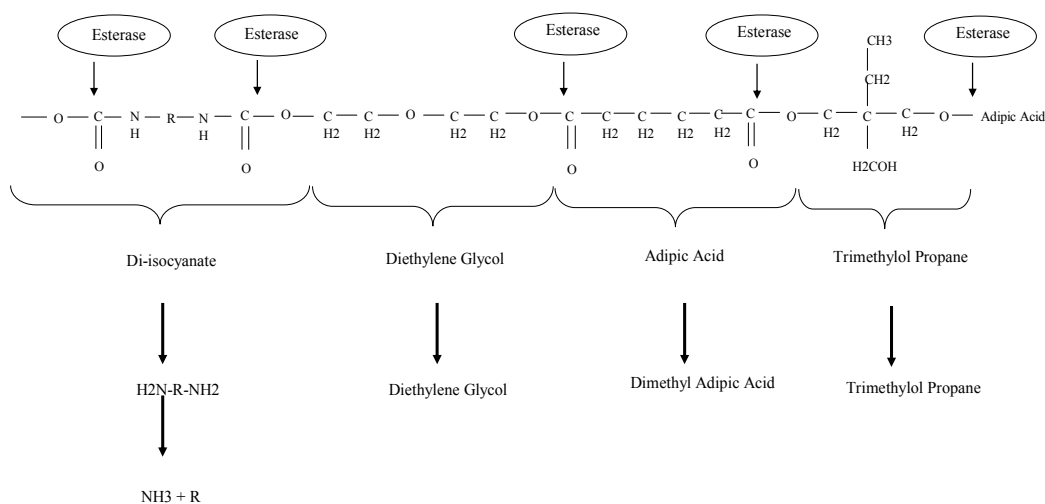 Esterase Esterase Esterase Esterase Esterase
CH3
CH2
O C N R N C O C C O C C O C C C C C C O C C C O Adipic Acid
H H H2 H2 H2 H2 H2 H2 H2 H2 H2 H2
O O O O H2COH
Di-isocyanate Diethylene Glycol Adipic Acid Trimethylol Propane
H2N-R-NH2 Diethylene Glycol Dimethyl Adipic Acid Trimethylol Propane
NH3 + R